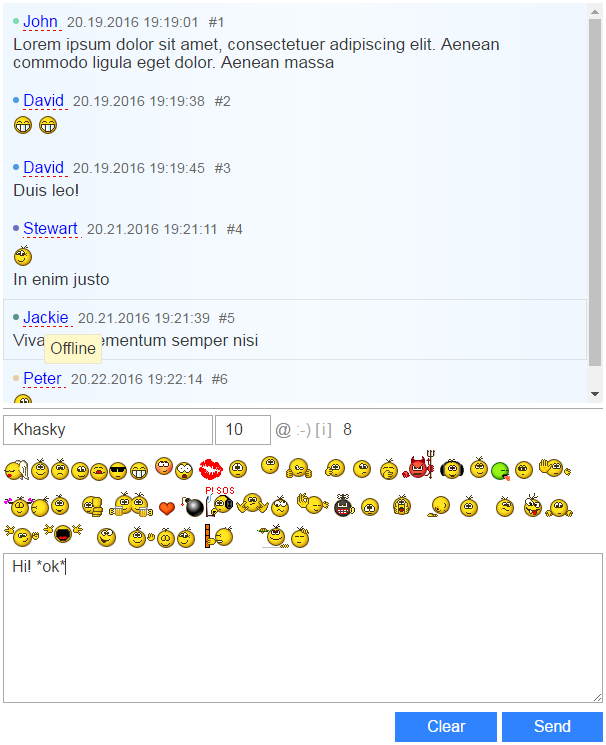 John 20.19.2016 19:19:01 #1
Lorem ipsum dolor sit amet, consectetuer adipiscing elit. Aenean
commodo ligula eget dolor. Aenean massa
David 20.19.2016 19:19:38 #2
David 20.19.2016 19:19:45 #3
Duis leo!
Stewart 20.21.2016 19:21:11 #4
In enim justo
Jackie 20.21.2016 19:21:39 #5
Viva ementum semper nisi
Offline
Peter 20.22.2016 19:22:14 #6
Khasky 10 @ :-) [i] 8
P! SOS
Hi! *ok*
Clear Send